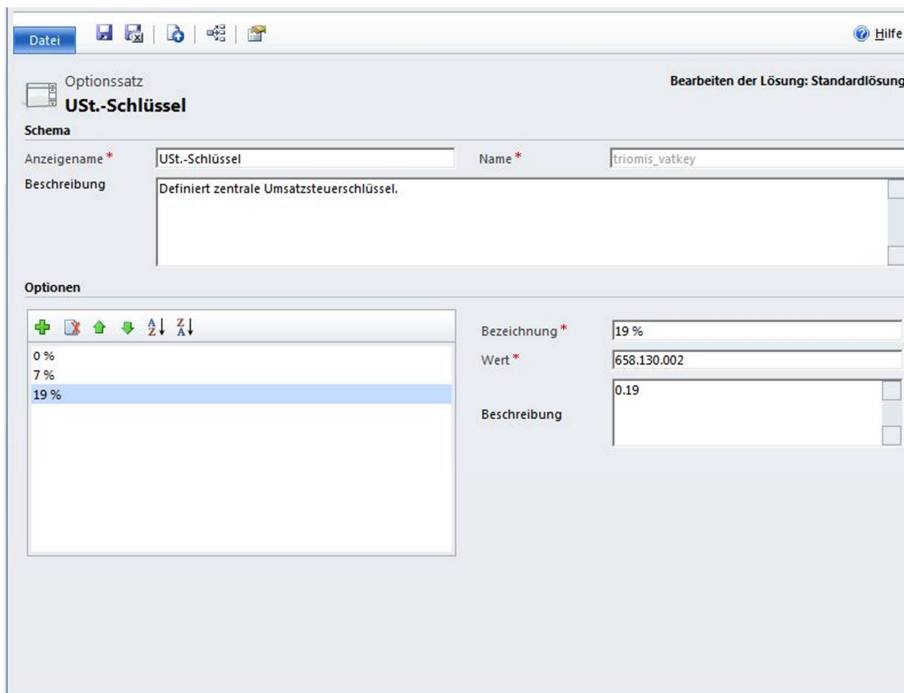 Datei
Hilfe
Optionssatz
USt.-Schlüssel
Bearbeiten der Lösung: Standardlösung
Schema
Anzeigename * USt.-Schlüssel Name * triomis_vatkey
Beschreibung Definiert zentrale Umsatzsteuerschlüssel.
Optionen
0 %
7 %
19 %
Bezeichnung * 19 %
Wert * 658.130.002
Beschreibung 0.19